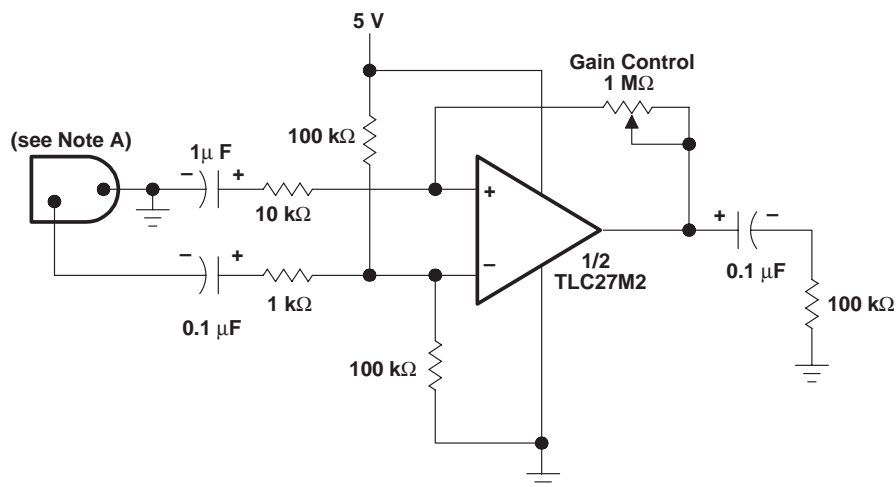 5 V
Gain Control
1 MΩ
100 kΩ
(see Note A)
1μ F
− +
+
10 kΩ
− +
−
1/2
TLC27M2
+ −
1 kΩ
0.1 μF
0.1 μF
100 kΩ
100 kΩ